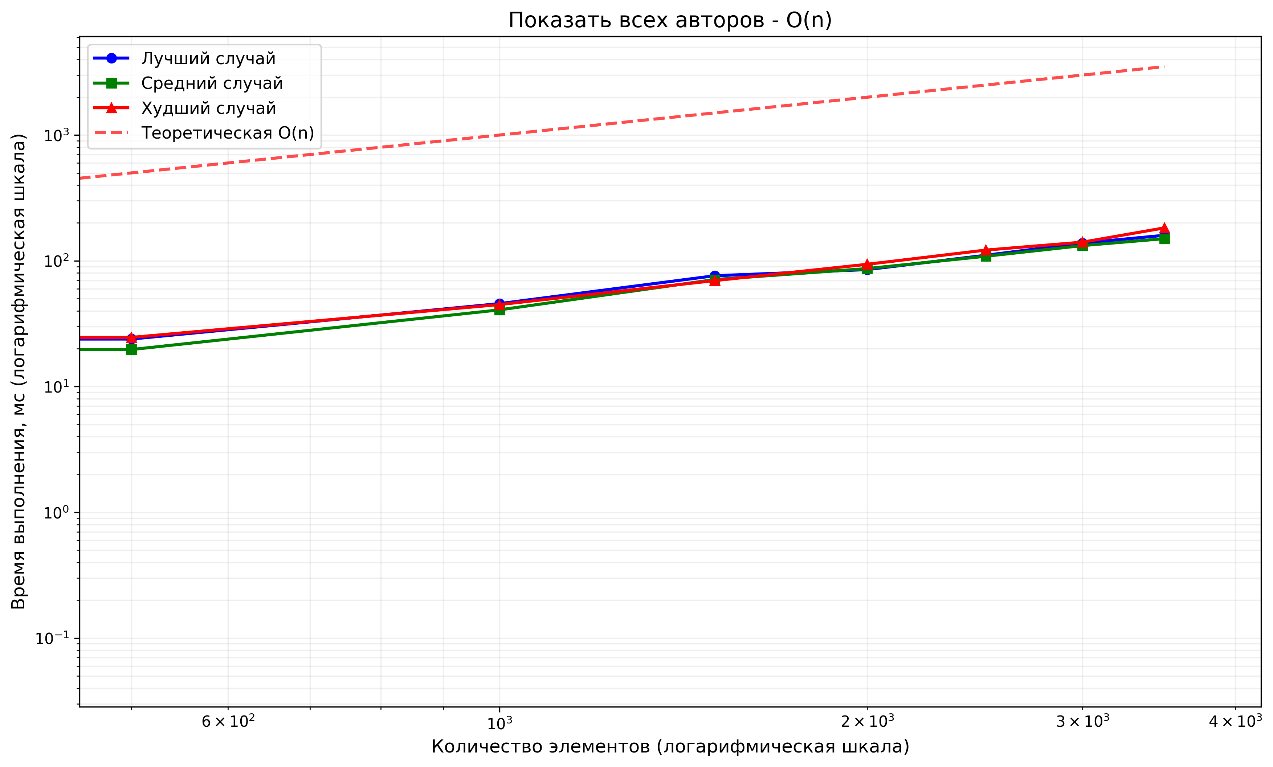 Показать всех авторов - O(n)
Лучший случай
Средний случай
Худший случай
Теоретическая O(n)
Время выполнения, мс (логарифмическая шкала)
10³
10²
10¹
10⁰
10⁻¹
6 × 10²
10³
2 × 10³
3 × 10³
4 × 10³
Количество элементов (логарифмическая шкала)